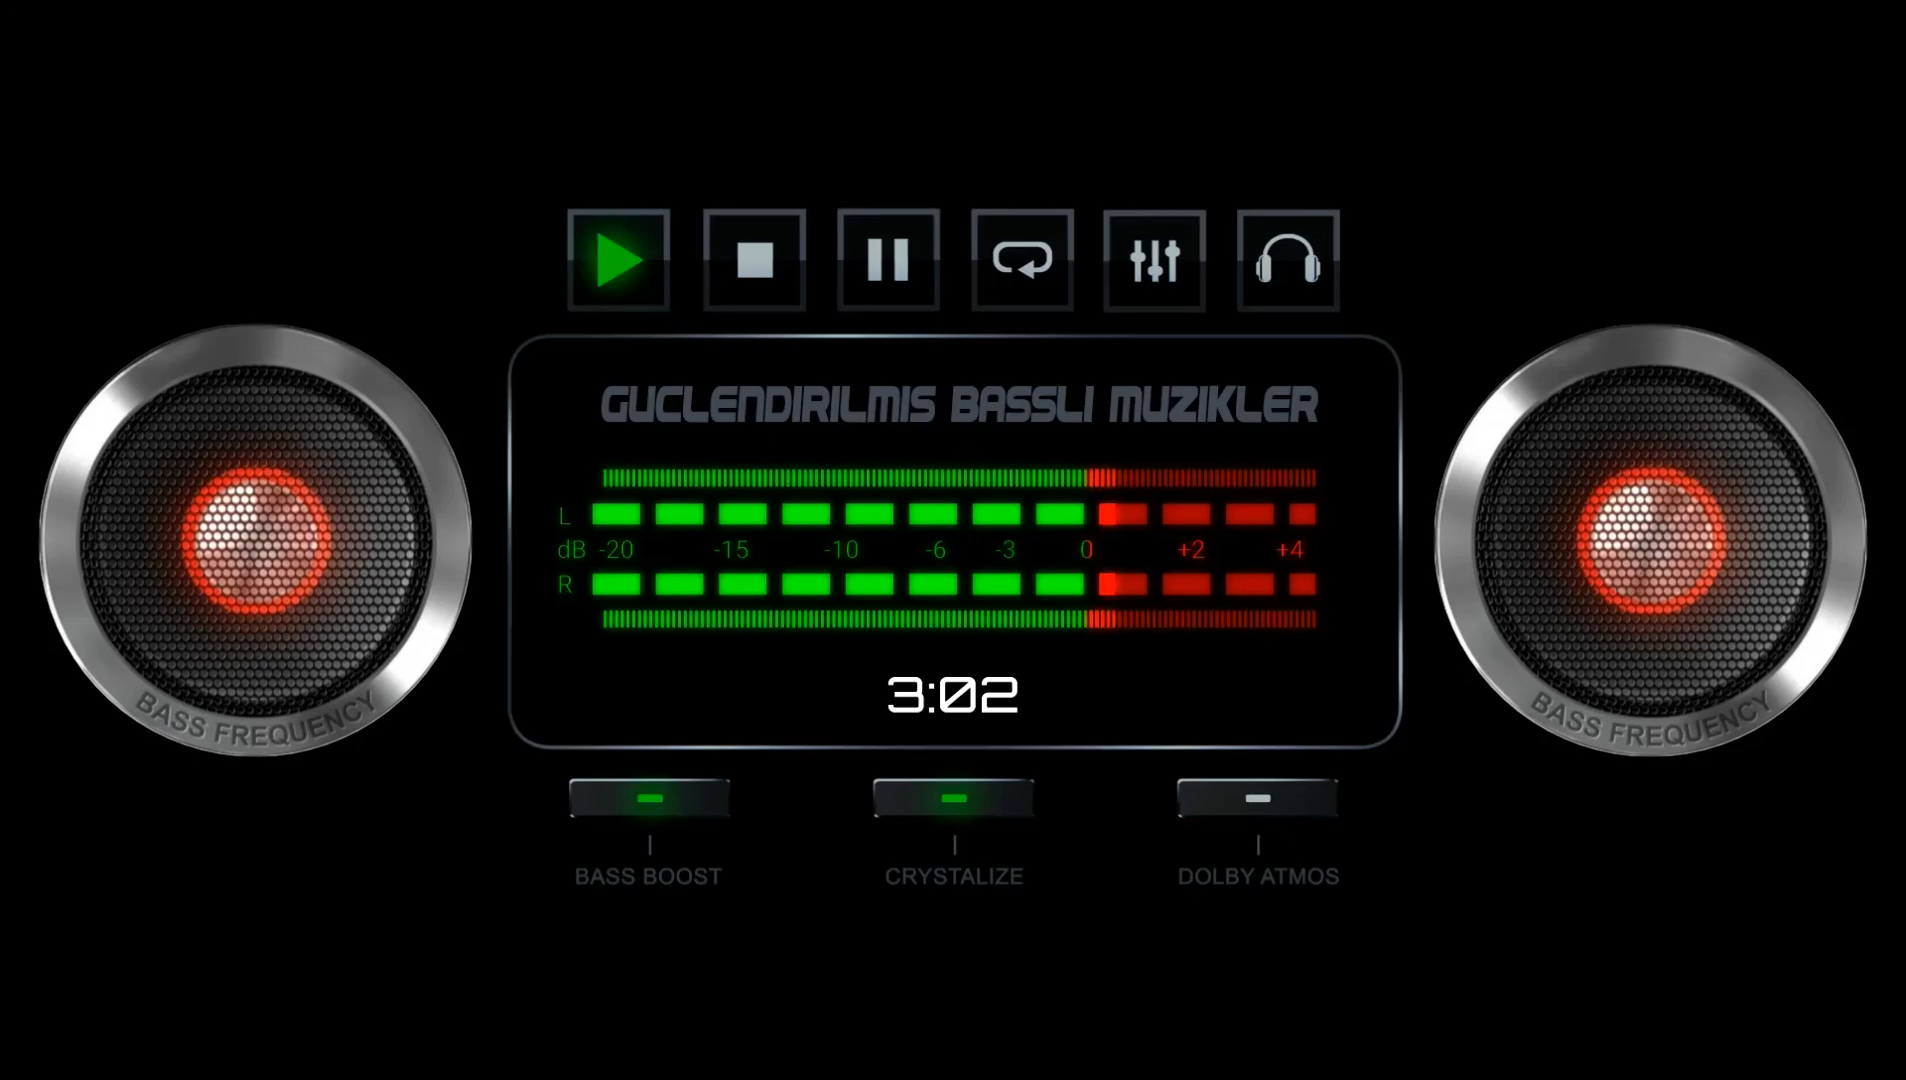 GUCLENDIRILMIS BASSLI MUZIKLER
L
dB -20 -15 -10 -6 -3 0 +2 +4
R
3:02
BASS FREQUENCY
BASS FREQUENCY
BASS BOOST
CRYSTALIZE
DOLBY ATMOS